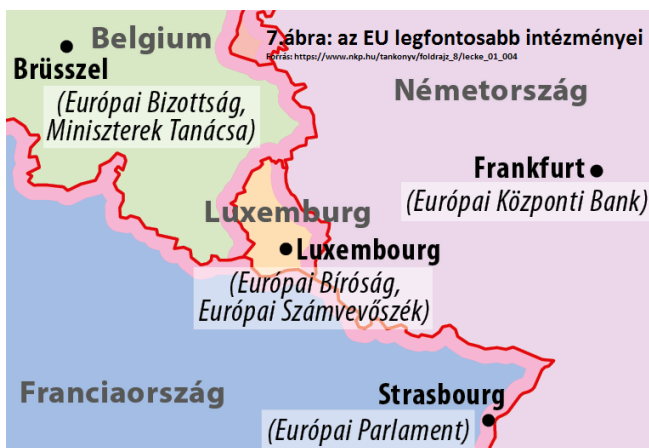 7.ábra: az EU legfontosabb intézményei
Forrás: https://www.nkp.hu/tankonyv/foldrajz_8/lecke_01_004
Belgium
Brüsszel
(Európai Bizottság,
Miniszterek Tanácsa)
Németország
Frankfurt
(Európai Központi Bank)
Luxemburg
Luxembourg
(Európai Bíróság,
Európai Számvevőszék)
Franciaország
Strasbourg
(Európai Parlament)